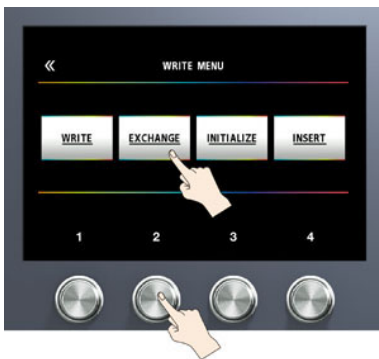 « WRITE MENU
WRITE EXCHANGE INITIALIZE INSERT
1 2 3 4